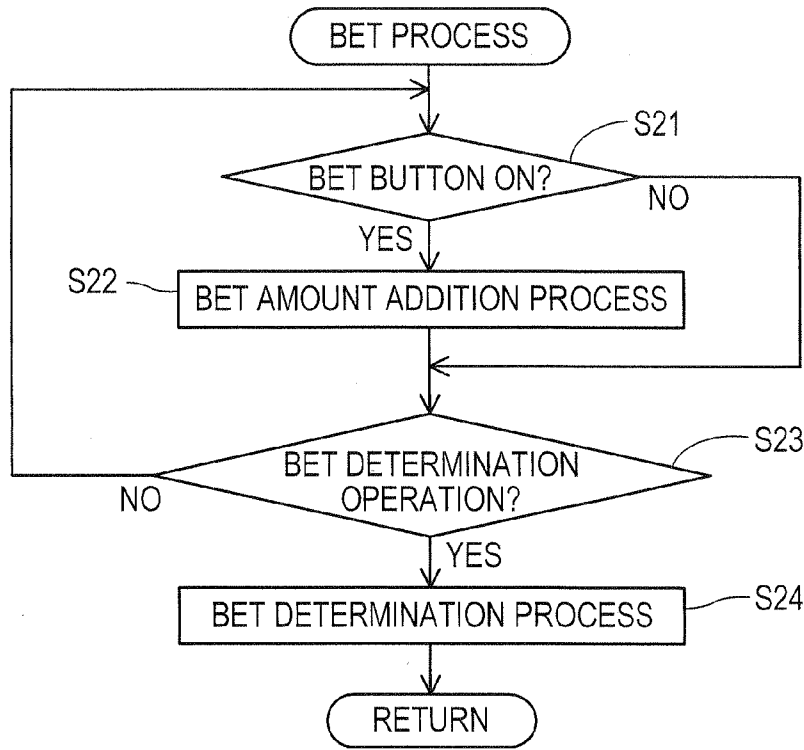 BET PROCESS
S21
BET BUTTON ON?
NO
YES
S22
BET AMOUNT ADDITION PROCESS
S23
BET DETERMINATION
OPERATION?
NO
YES
S24
BET DETERMINATION PROCESS
RETURN